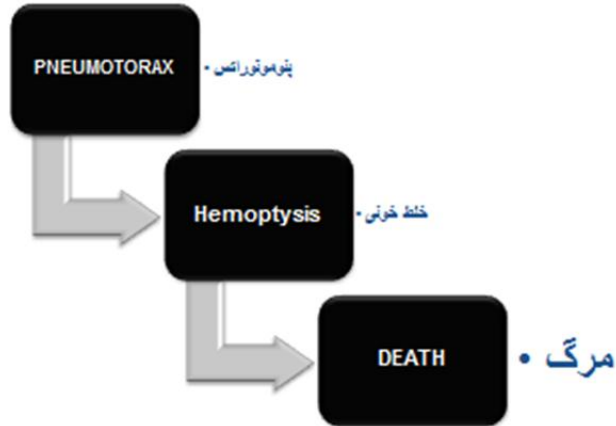 PNEUMOTORAX
پنوموتوراکس -
Hemoptysis
خلط خونی -
DEATH
مرگ •